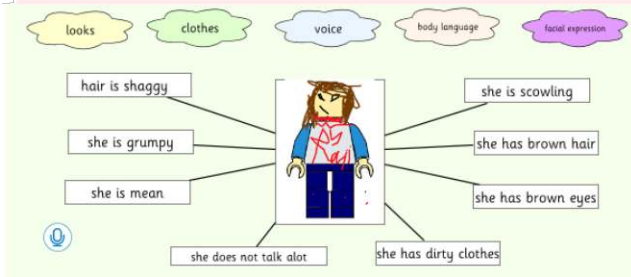 looks
clothes
voice
body language
facial expression
hair is shaggy
she is grumpy
she is mean
she does not talk alot
she is scowling
she has brown hair
she has brown eyes
she has dirty clothes